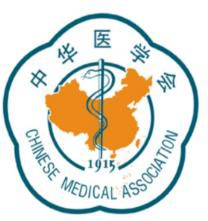 中华医学会
1915
CHINESE MEDICAL ASSOCIATION